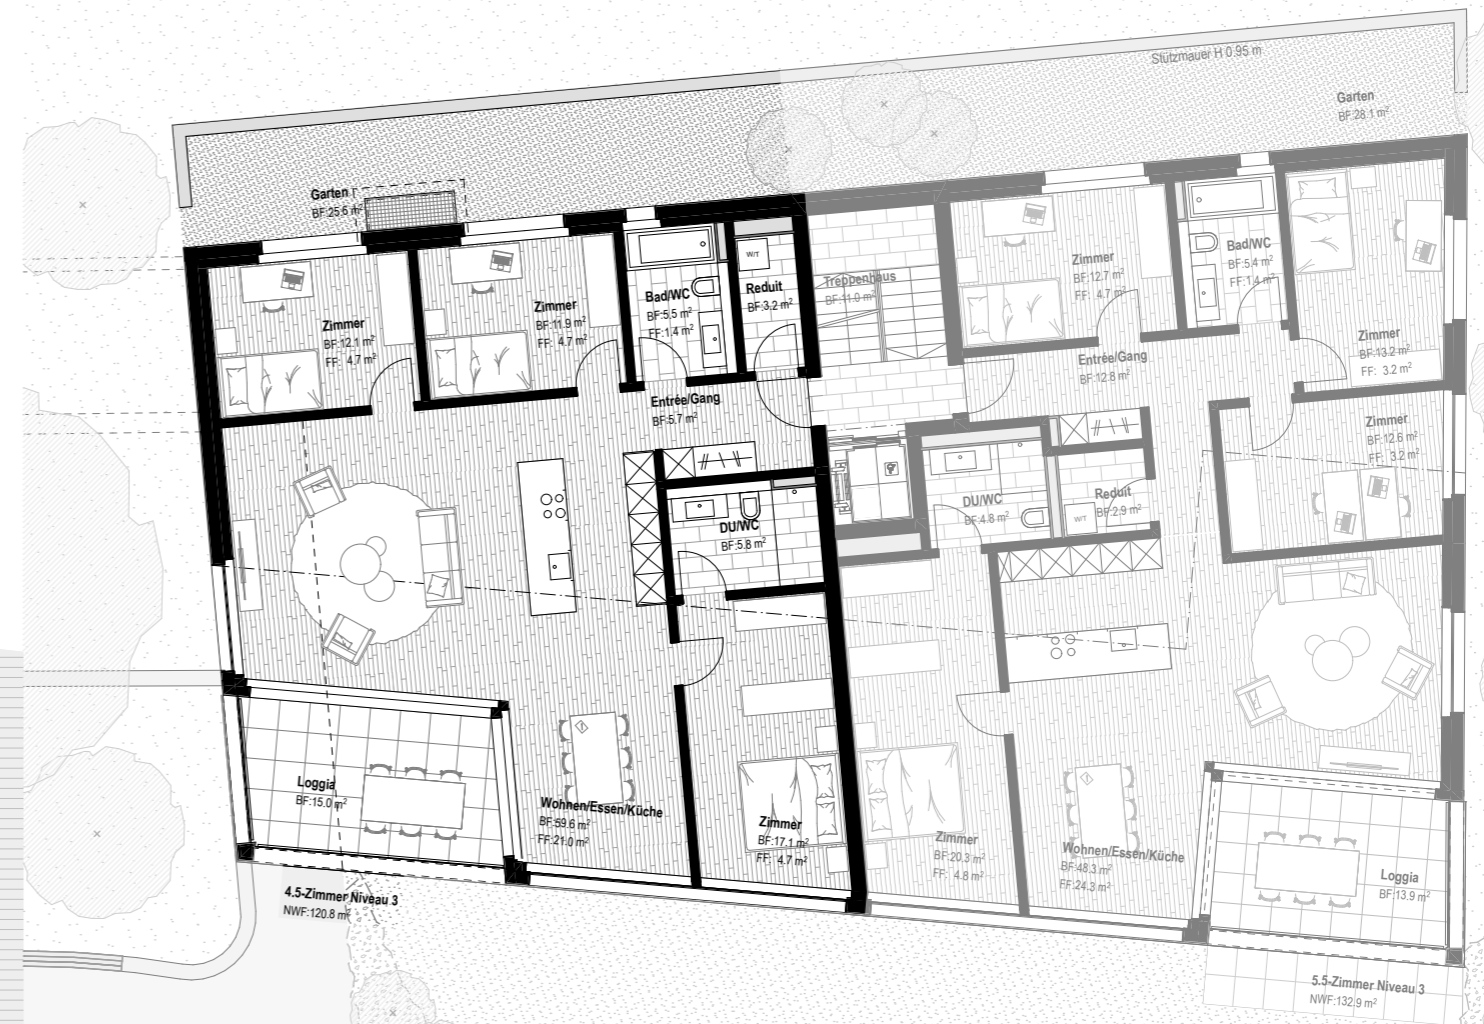 Stützmauer H 0.95 m
Garten
BF:28.1 m²
Garten
BF:25.6 m²
Zimmer
BF:12.1 m²
FF: 4.7 m²
Zimmer
BF:11.9 m²
FF: 4.7 m²
Bad/WC
BF:5.5 m²
FF:1.4 m²
W/T
Reduit
BF:3.2 m²
Treppenhaus
BF:11.0 m²
Zimmer
BF:12.7 m²
FF: 4.7 m²
Bad/WC
BF:5.4 m²
FF:1.4 m²
Zimmer
BF:13.2 m²
FF: 3.2 m²
Entrée/Gang
BF:5.7 m²
Entrée/Gang
BF:12.8 m²
Zimmer
BF:12.6 m²
FF: 3.2 m²
DU/WC
BF:5.8 m²
DU/WC
BF:4.8 m²
W/T
Reduit
BF:2.9 m²
Loggia
BF:15.0 m²
Wohnen/Essen/Küche
BF:59.6 m²
FF:21.0 m²
Zimmer
BF:17.1 m²
FF: 4.7 m²
Zimmer
BF:20.3 m²
FF: 4.8 m²
Wohnen/Essen/Küche
BF:48.3 m²
FF:24.3 m²
Loggia
BF:13.9 m²
4.5-Zimmer Niveau 3
NWF:120.8 m²
5.5-Zimmer Niveau 3
NWF:132.9 m²